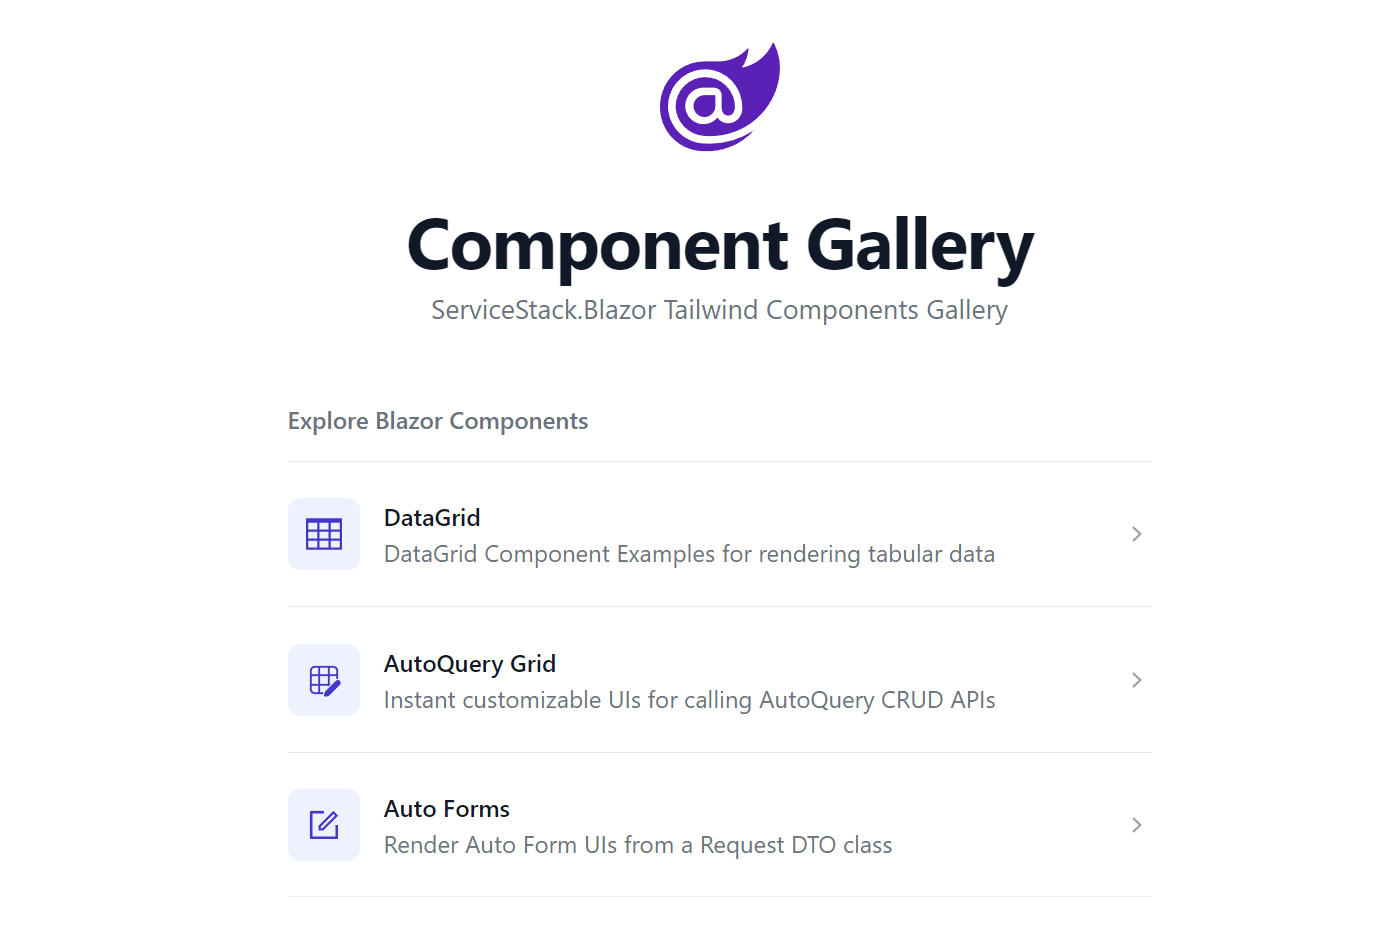 Component Gallery
ServiceStack.Blazor Tailwind Components Gallery
Explore Blazor Components
DataGrid
DataGrid Component Examples for rendering tabular data
AutoQuery Grid
Instant customizable UIs for calling AutoQuery CRUD APIs
Auto Forms
Render Auto Form UIs from a Request DTO class